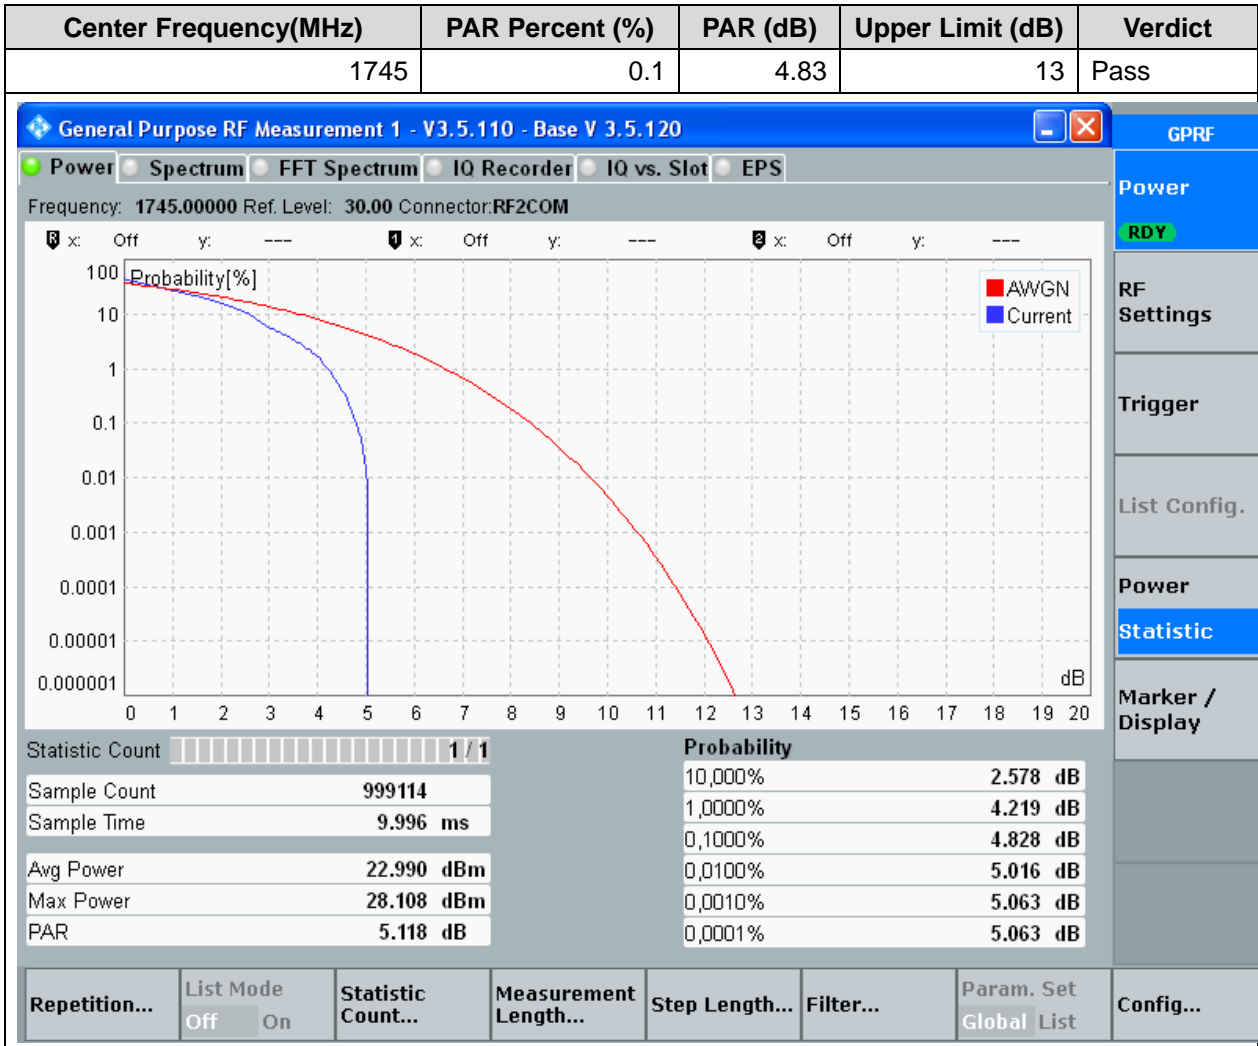 Center Frequency(MHz) PAR Percent (%) PAR (dB) Upper Limit (dB) Verdict
1745 0.1 4.83 13 Pass
General Purpose RF Measurement 1 - V3.5.110 - Base V 3.5.120
GPRF
Power Spectrum FFT Spectrum IQ Recorder IQ vs. Slot EPS
Frequency: 1745.00000 Ref. Level: 30.00 Connector:RF2COM
R x: Off y: --- 1 x: Off y: --- 2 x: Off y: ---
Probability[%]
AWGN
Current
100
10
1
0.1
0.01
0.001
0.0001
0.00001
0.000001
dB
0 1 2 3 4 5 6 7 8 9 10 11 12 13 14 15 16 17 18 19 20
Statistic Count 1 / 1
Sample Count 999114
Sample Time 9.996 ms
Avg Power 22.990 dBm
Max Power 28.108 dBm
PAR 5.118 dB
Probability
10,000% 2.578 dB
1,0000% 4.219 dB
0,1000% 4.828 dB
0,0100% 5.016 dB
0,0010% 5.063 dB
0,0001% 5.063 dB
Power
RDY
RF
Settings
Trigger
List Config.
Power
Statistic
Marker /
Display
Repetition...
List Mode
Off On
Statistic
Count...
Measurement
Length...
Step Length...
Filter...
Param. Set
Global List
Config...